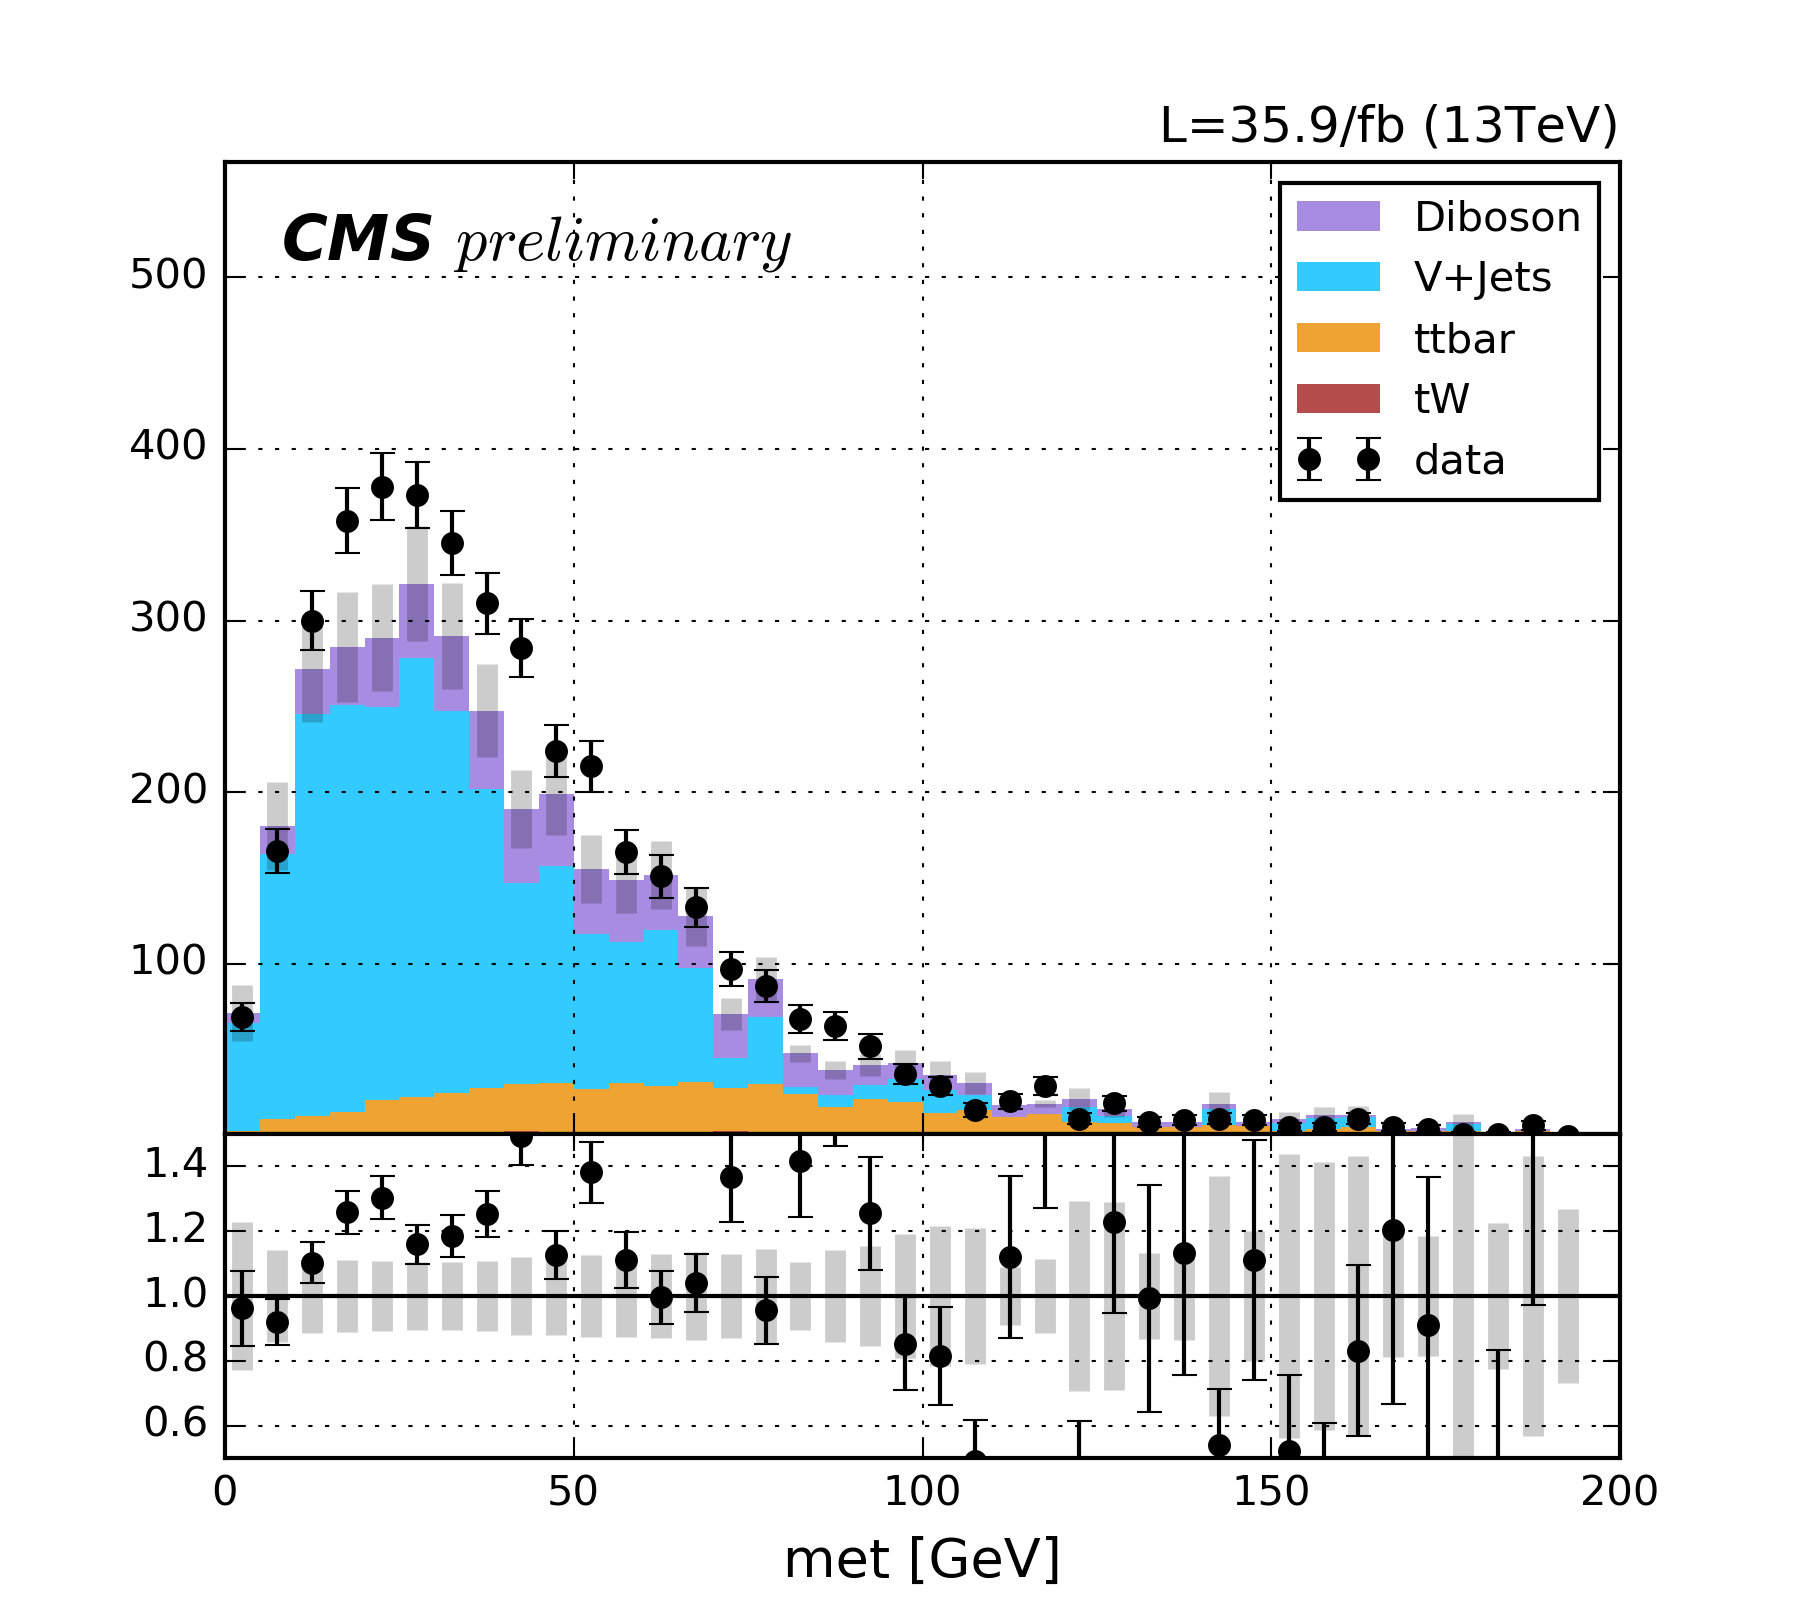 L=35.9/fb (13TeV)
CMS preliminary
Diboson
V+Jets
ttbar
tW
data
500
400
300
200
100
1.4
1.2
1.0
0.8
0.6
0 50 100 150 200
met [GeV]